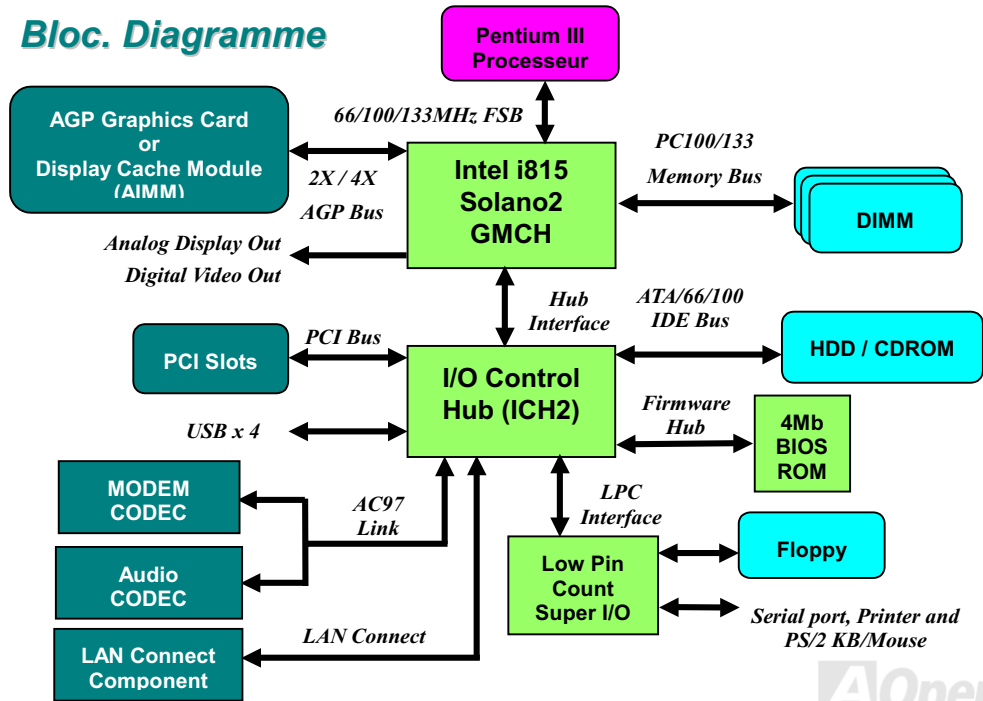 Bloc. Diagramme
Pentium III
Processeur
AGP Graphics Card
or
Display Cache Module
(AIMM)
66/100/133MHz FSB
2X / 4X
AGP Bus
Intel i815
Solano2
GMCH
PC100/133
Memory Bus
DIMM
Analog Display Out
Digital Video Out
Hub
Interface
ATA/66/100
IDE Bus
HDD / CDROM
PCI Slots
PCI Bus
I/O Control
Hub (ICH2)
Firmware
Hub
4Mb
BIOS
ROM
USB x 4
MODEM
CODEC
AC97
Link
LPC
Interface
Audio
CODEC
Low Pin
Count
Super I/O
Floppy
Serial port, Printer and
PS/2 KB/Mouse
LAN Connect
LAN Connect
Component
AOpen